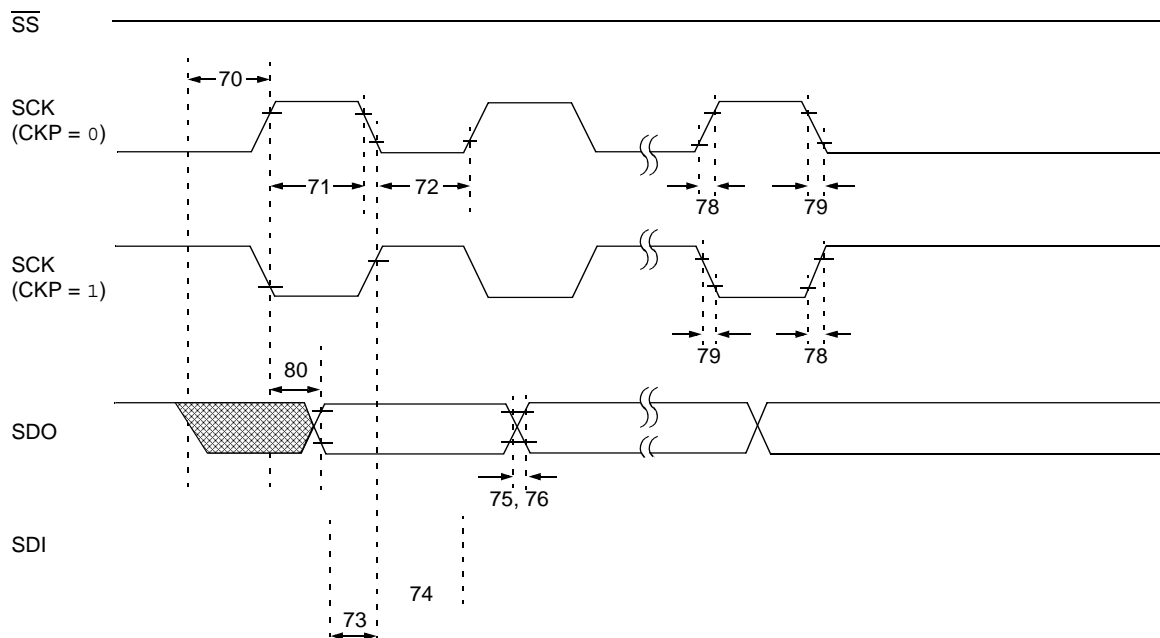 SS
70
SCK
(CKP = 0)
71
72
78
79
SCK
(CKP = 1)
79
78
80
SDO
75, 76
SDI
74
73